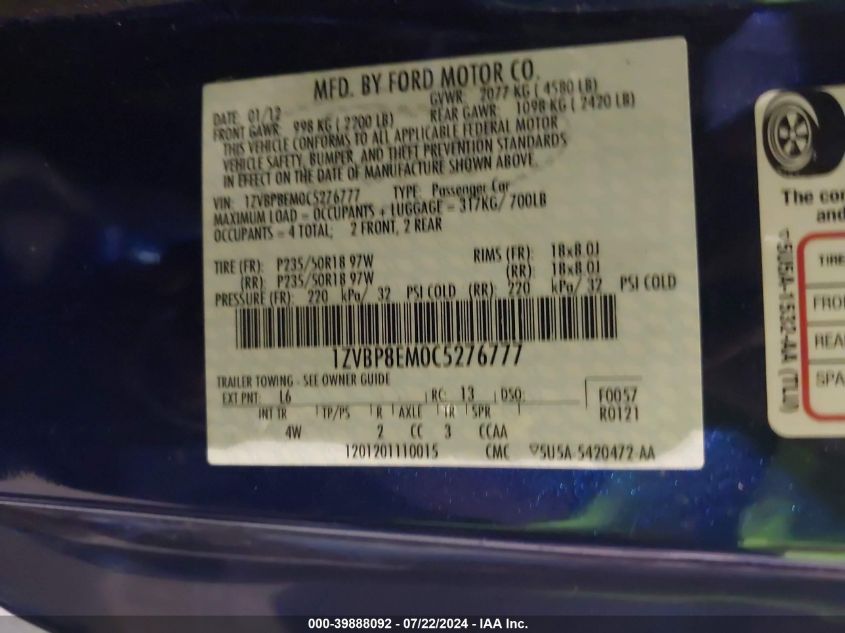 MFD. BY FORD MOTOR CO.
DATE: 01/12 GVWR: 2077 KG ( 4580 LB)
FRONT GAWR: 998 KG ( 2200 LB) REAR GAWR: 1098 KG ( 2420 LB)
THIS VEHICLE CONFORMS TO ALL APPLICABLE FEDERAL MOTOR
VEHICLE SAFETY, BUMPER, AND THEFT PREVENTION STANDARDS
IN EFFECT ON THE DATE OF MANUFACTURE SHOWN ABOVE.
VIN: 1ZVBP8EM0C5276777 TYPE: Passenger Car
MAXIMUM LOAD = OCCUPANTS + LUGGAGE = 317KG/ 700LB
OCCUPANTS = 4 TOTAL; 2 FRONT, 2 REAR
TIRE (FR): P235/50R18 97W RIMS (FR): 18x8.0J
(RR): P235/50R18 97W (RR): 18x8.0J
PRESSURE (FR): 220 kPa/ 32 PSI COLD (RR): 220 kPa/ 32 PSI COLD
1ZVBP8EM0C5276777
TRAILER TOWING - SEE OWNER GUIDE
EXT PNT: L6 RC: 13 DSO: F0057
INT TR TP/PS R AXLE TR SPR R0121
4W 2 CC 3 CCAA
1201201110015 CMC ▽5U5A-5420472-AA
The con
and
TIRE
FRO
REA
SPA
▽5U5A-1532-AA (TLU)
000-39888092 - 07/22/2024 - IAA Inc.